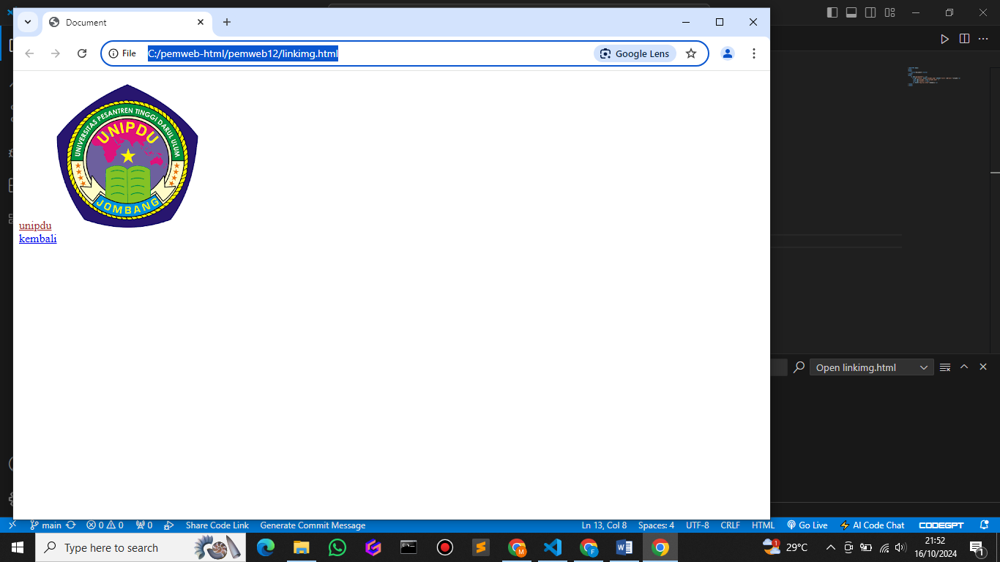 Document
File
C:/pemweb-html/pemweb12/linkimg.html
Google Lens
UNIVERSITAS PESANTREN TINGGI DARUL ULUM
UNIPDU
JOMBANG
unipdu
kembali
Open linkimg.html
main
0
0
0
Share Code Link
Generate Commit Message
Ln 13, Col 8
Spaces: 4
UTF-8
CRLF
HTML
Go Live
AI Code Chat
CODEGPT
Type here to search
M
F
W
1
29°C
21:52
16/10/2024
1